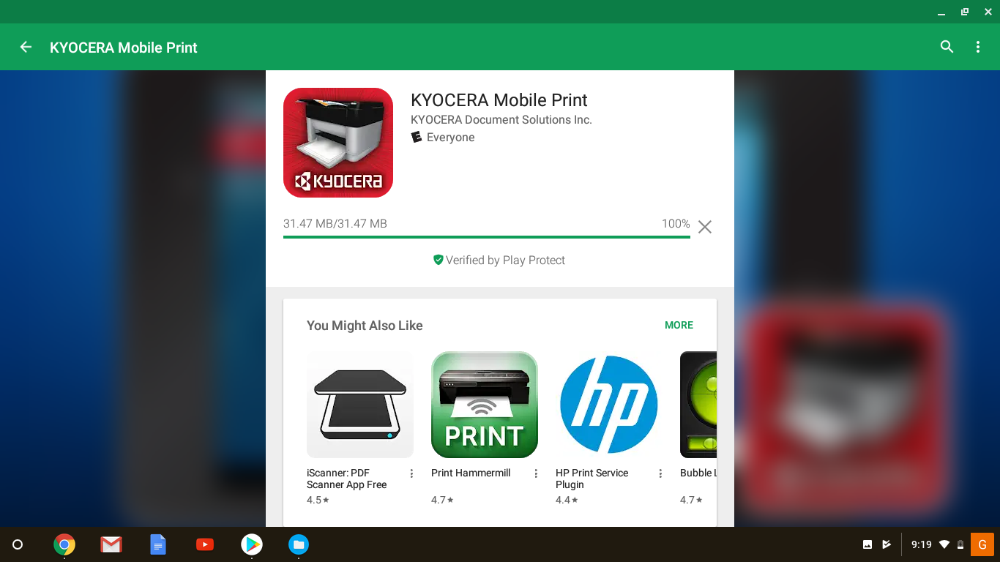 KYOCERA Mobile Print
KYOCERA Mobile Print
KYOCERA Document Solutions Inc.
E Everyone
KYOCERA
31.47 MB/31.47 MB 100%
Verified by Play Protect
You Might Also Like MORE
PRINT
hp
iScanner: PDF
Scanner App Free
4.5★
Print Hammermill
4.7★
HP Print Service
Plugin
4.4★
Bubble L
4.7★
9:19 G